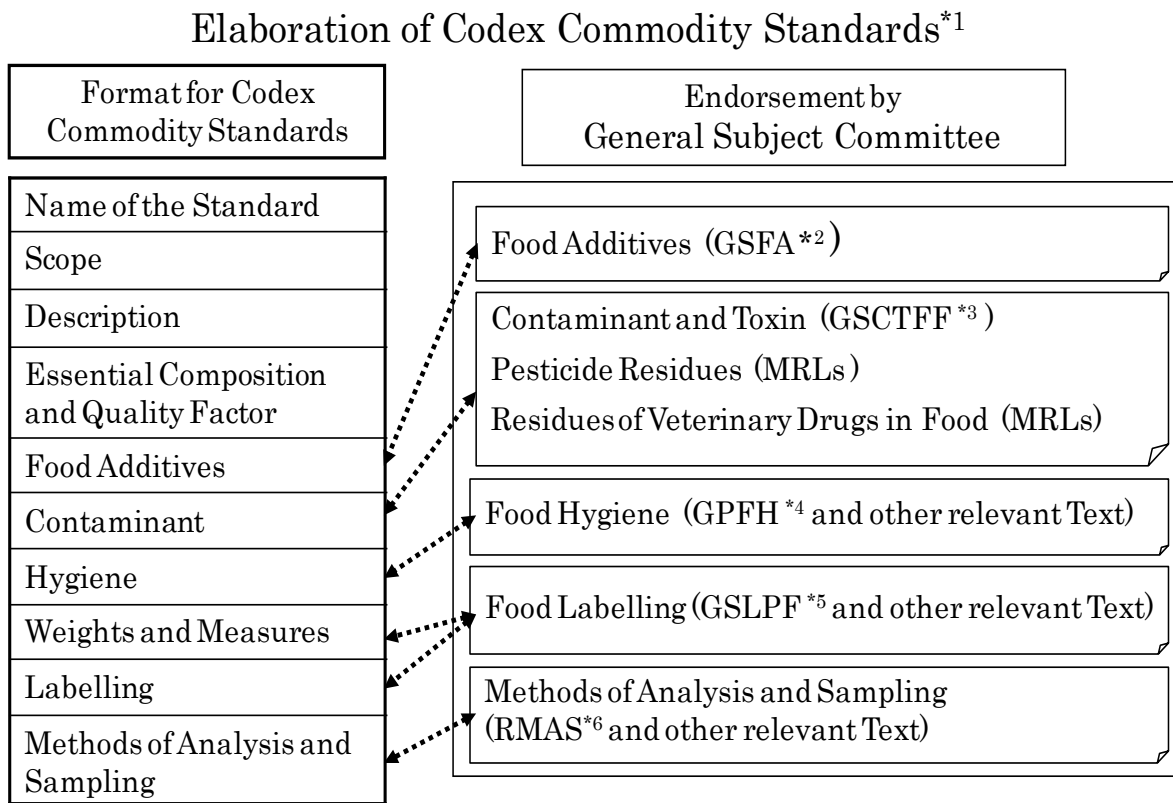 Elaboration of Codex Commodity Standards*1
Format for Codex
Commodity Standards
Name of the Standard
Scope
Description
Essential Composition
and Quality Factor
Food Additives
Contaminant
Hygiene
Weights and Measures
Labelling
Methods of Analysis and
Sampling
Endorsement by
General Subject Committee
Food Additives (GSFA*2)
Contaminant and Toxin (GSCTFF *3)
Pesticide Residues (MRLs)
Residues of Veterinary Drugs in Food (MRLs)
Food Hygiene (GPFH *4 and other relevant Text)
Food Labelling (GSLPF *5 and other relevant Text)
Methods of Analysis and Sampling
(RMAS*6 and other relevant Text)